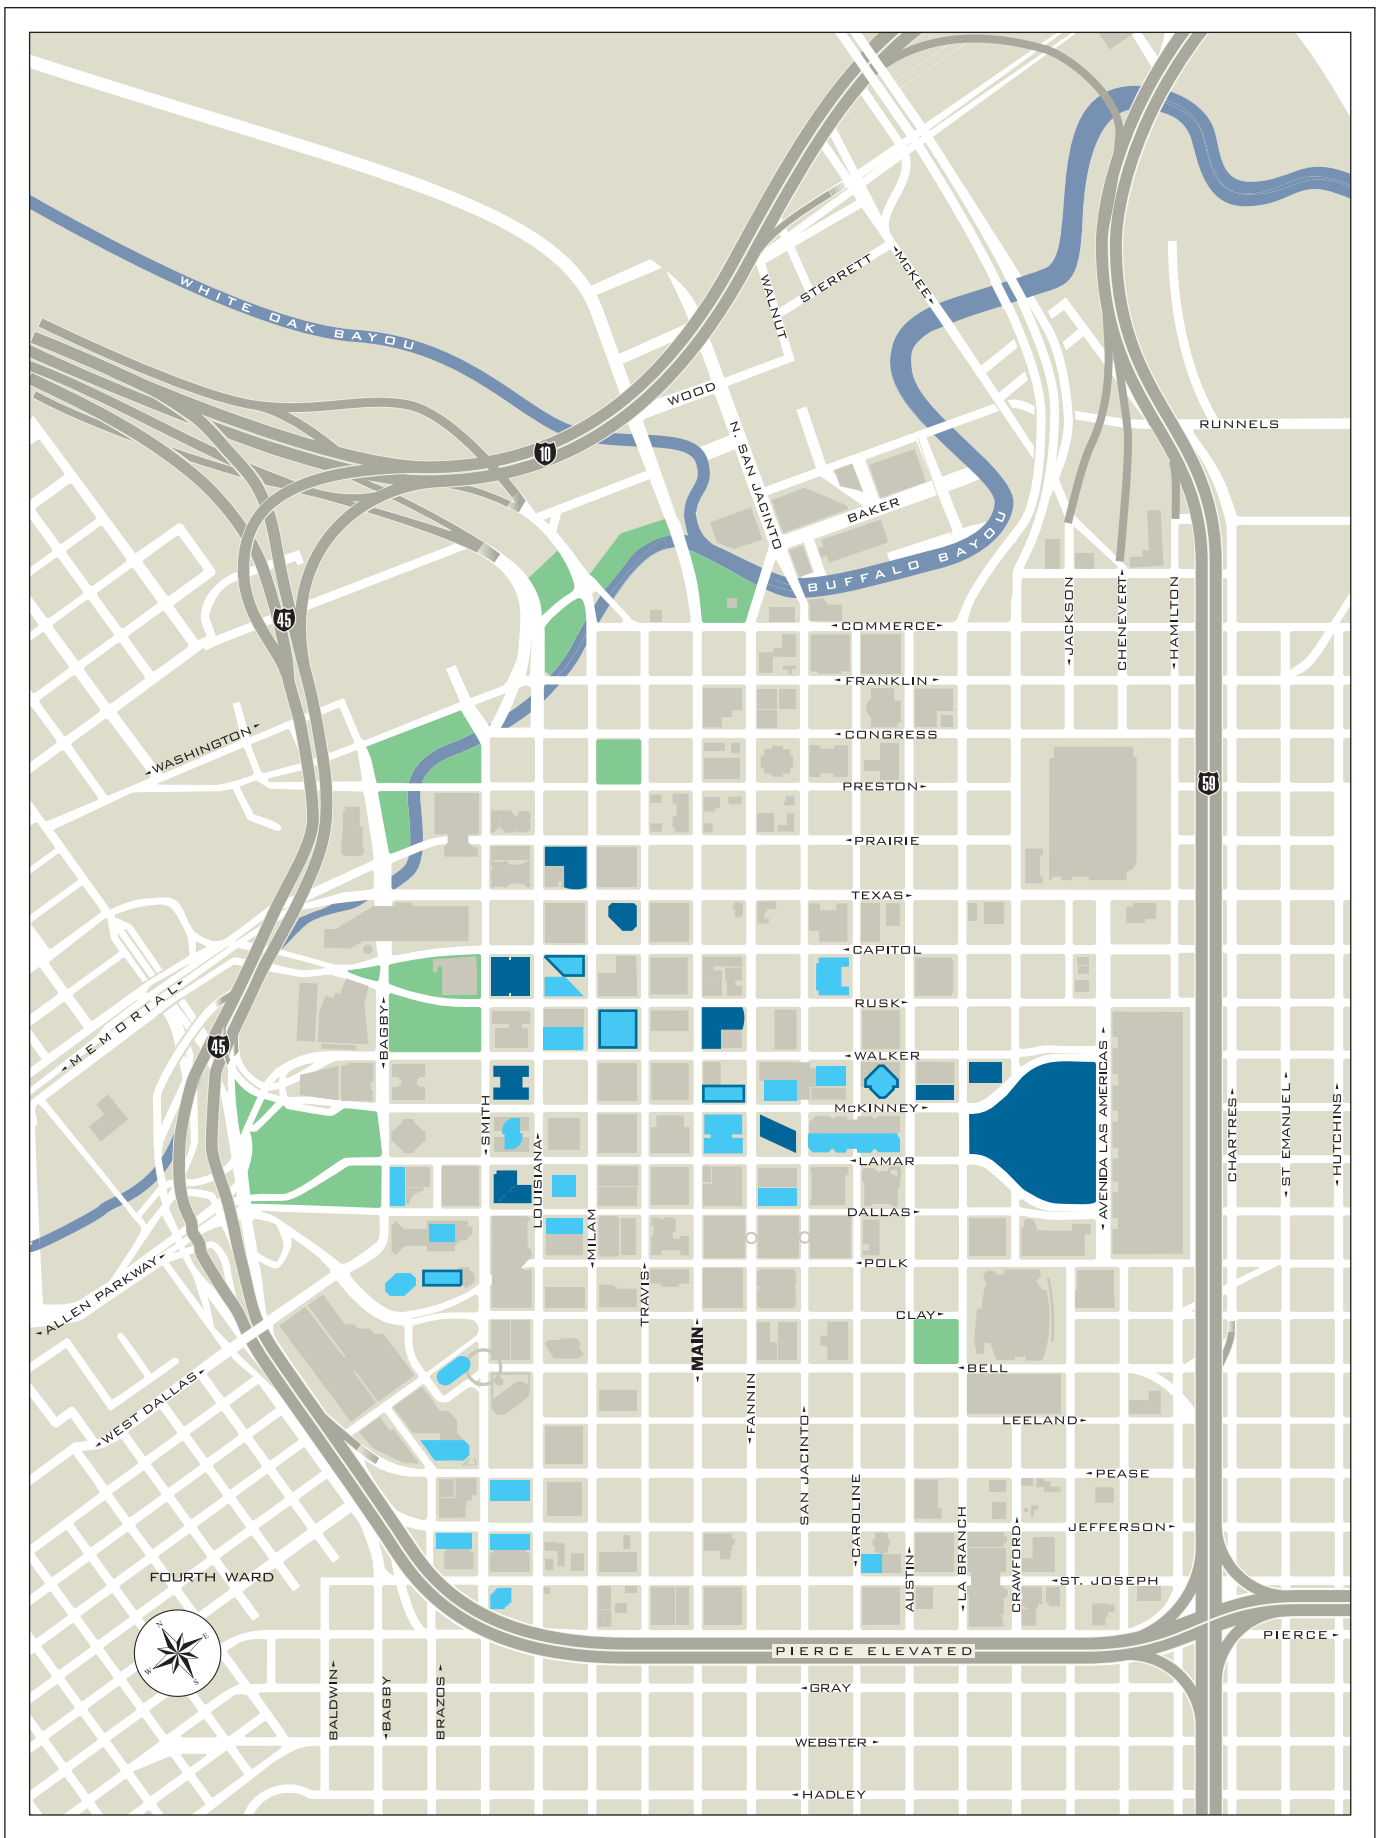 WHITE OAK BAYOU
WALNUT
STERRETT
McKEE
WOOD
N. SAN JACINTO
RUNNELS
10
BAKER
BUFFALO BAYOU
45
JACKSON
CHENEVERT
HAMILTON
COMMERCE
FRANKLIN
WASHINGTON
CONGRESS
PRESTON
59
PRAIRIE
TEXAS
CAPITOL
MEMORIAL
BAGBY
RUSK
45
WALKER
AVENIDA LAS AMERICAS
McKINNEY
SMITH
CHARTRES
ST EMANUEL
HUTCHINS
LOUISIANA
LAMAR
DALLAS
MILAM
ALLEN PARKWAY
POLK
TRAVIS
CLAY
MAIN
BELL
WEST DALLAS
FANNIN
SAN JACINTO
LEELAND
PEASE
CAROLINE
JEFFERSON
AUSTIN
LA BRANCH
CRAWFORD
FOURTH WARD
ST. JOSEPH
N
E
W
S
PIERCE ELEVATED
PIERCE
BALDWIN
BAGBY
BRAZOS
GRAY
WEBSTER
HADLEY